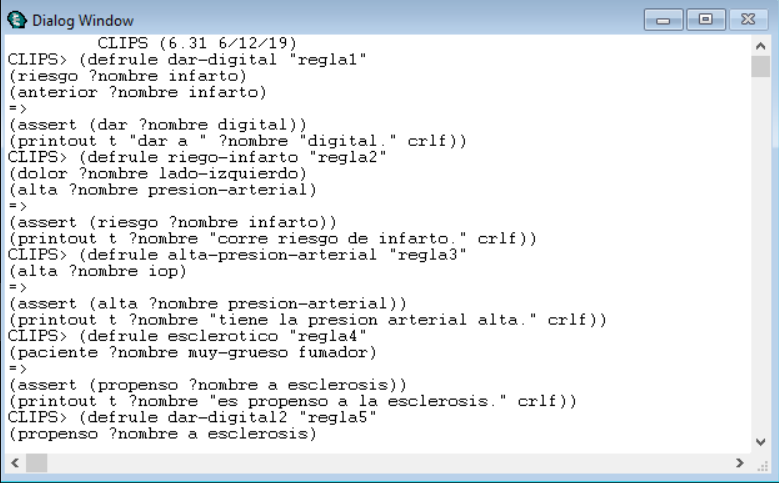 Dialog Window
CLIPS (6.31 6/12/19)
CLIPS> (defrule dar-digital "regla1"
(riesgo ?nombre infarto)
(anterior ?nombre infarto)
=>
(assert (dar ?nombre digital))
(printout t "dar a " ?nombre "digital." crlf))
CLIPS> (defrule riego-infarto "regla2"
(dolor ?nombre lado-izquierdo)
(alta ?nombre presion-arterial)
=>
(assert (riesgo ?nombre infarto))
(printout t ?nombre "corre riesgo de infarto." crlf))
CLIPS> (defrule alta-presion-arterial "regla3"
(alta ?nombre iop)
=>
(assert (alta ?nombre presion-arterial))
(printout t ?nombre "tiene la presion arterial alta." crlf))
CLIPS> (defrule esclerotico "regla4"
(paciente ?nombre muy-grueso fumador)
=>
(assert (propenso ?nombre a esclerosis))
(printout t ?nombre "es propenso a la esclerosis." crlf))
CLIPS> (defrule dar-digital2 "regla5"
(propenso ?nombre a esclerosis)